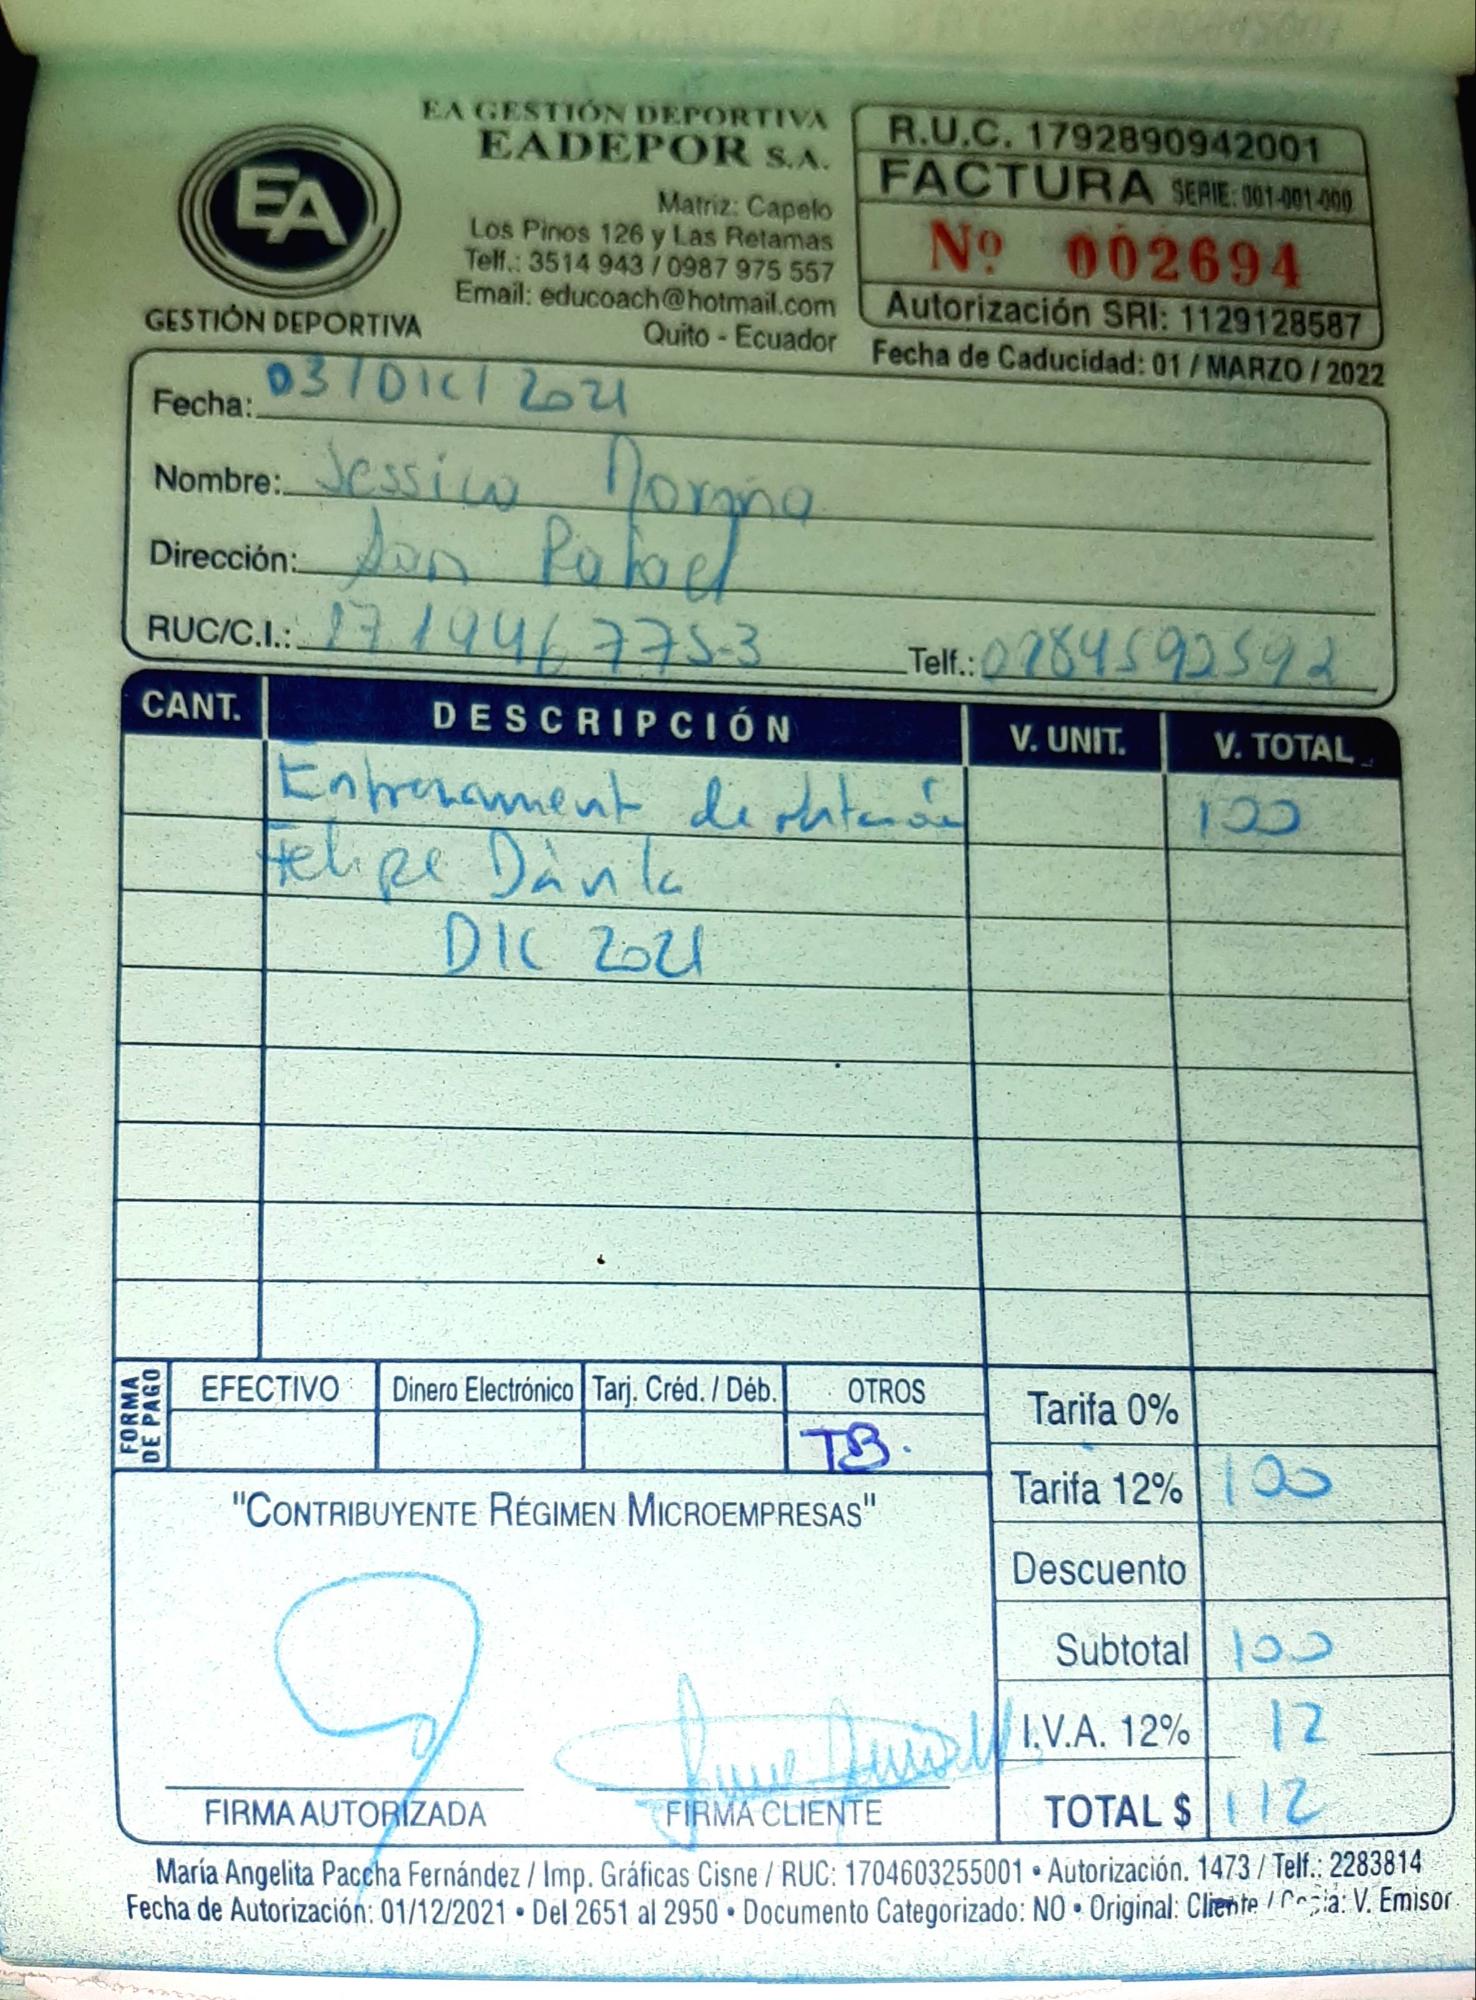 EA GESTIÓN DEPORTIVA
EADEPOR S.A.
EA
GESTIÓN DEPORTIVA
Matriz: Capelo
Los Pinos 126 y Las Retamas
Telf.: 3514 943 / 0987 975 557
Email: educoach@hotmail.com
Quito - Ecuador
R.U.C. 1792890942001
FACTURA SERIE: 001-001-000
Nº 002694
Autorización SRI: 1129128587
Fecha de Caducidad: 01 / MARZO / 2022
Fecha: 03/DIC/2021
Nombre: Jessica
Dirección: San Rafael
RUC/C.I.: 171946775-3 Telf.:
CANT. DESCRIPCIÓN V. UNIT. V. TOTAL
de 100
Felipe Dávila
DIC 2021
FORMA DE PAGO
EFECTIVO Dinero Electrónico Tarj. Créd. / Déb. OTROS
TB.
Tarifa 0%
Tarifa 12% 100
Descuento
Subtotal 100
I.V.A. 12% 12
TOTAL $ 112
"CONTRIBUYENTE RÉGIMEN MICROEMPRESAS"
FIRMA AUTORIZADA FIRMA CLIENTE
María Angelita Paccha Fernández / Imp. Gráficas Cisne / RUC: 1704603255001 • Autorización. 1473 / Telf.: 2283814
Fecha de Autorización: 01/12/2021 • Del 2651 al 2950 • Documento Categorizado: NO • Original: Cliente / Copia: V. Emisor